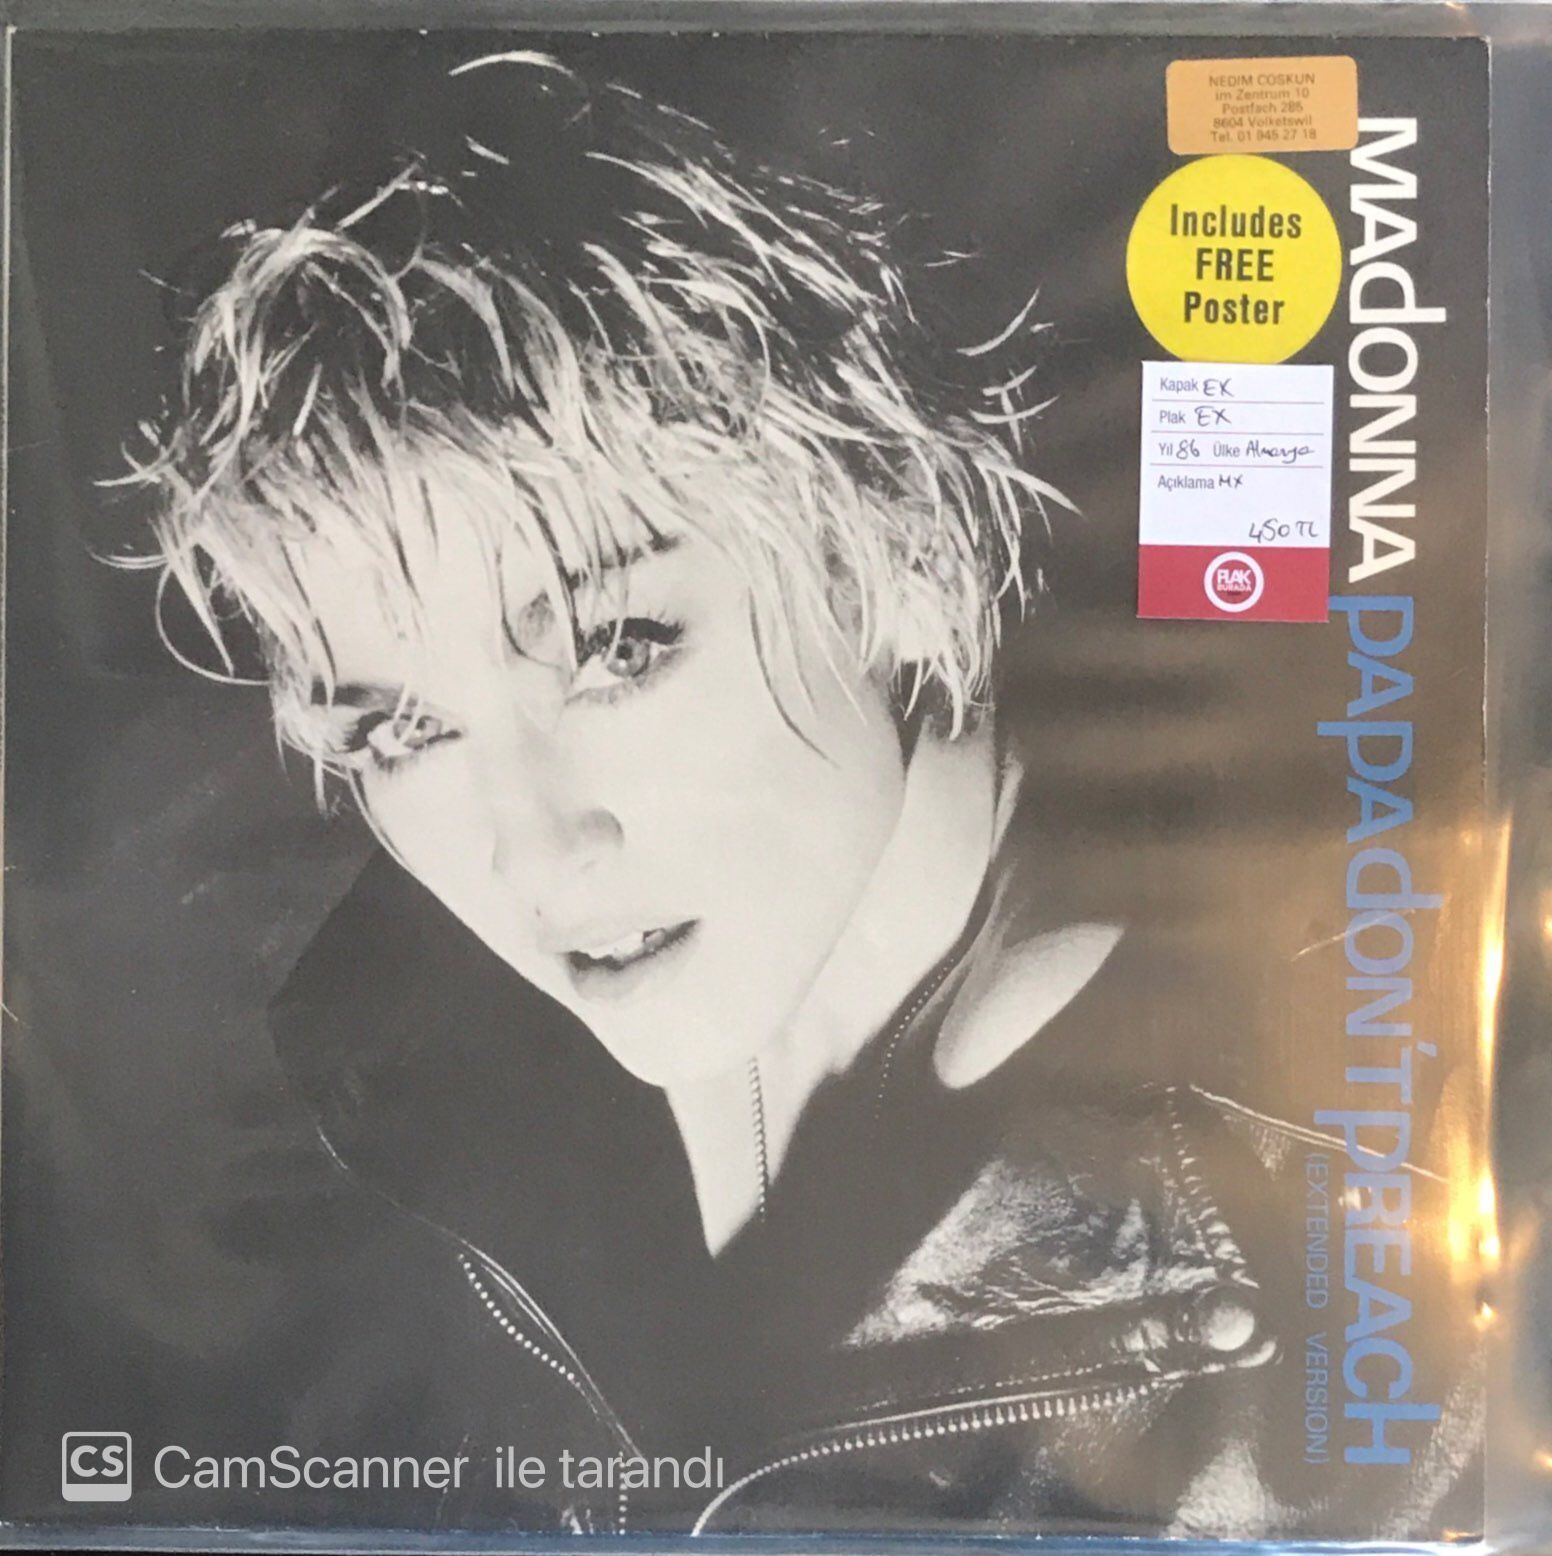 NEDIM COSKUN
im Zentrum 10
Postfach 285
8604 Volketswil
Tel. 01 945 27 18
Includes
FREE
Poster
Kapak EX
Plak EX
Yıl 86 Ülke Almanya
Açıklama MX
450 TL
PLAK
BURADA
MADONNA PAPA DON'T PREACH
(EXTENDED VERSION)
CS CamScanner ile tarandı